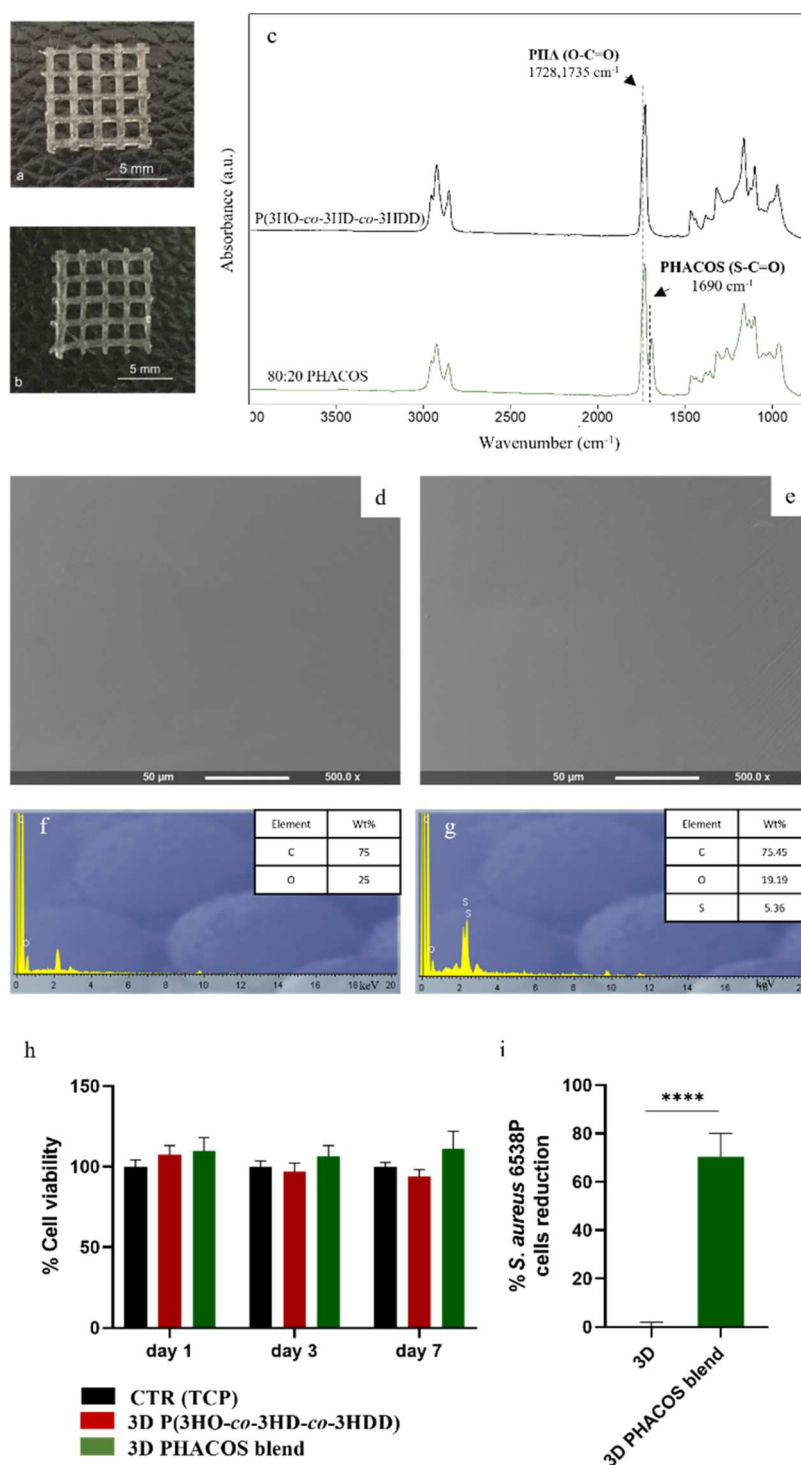 a
5 mm
b
5 mm
c
PHA (O-C=O)
1728,1735 cm-1
P(3HO-co-3HD-co-3HDD)
PHACOS (S-C=O)
1690 cm-1
80:20 PHACOS
Absorbance (a.u.)
00 3500 3000 2500 2000 1500 1000
Wavenumber (cm-1)
d
50 µm 500.0 x
e
50 µm 500.0 x
f
Element Wt%
C 75
O 25
O
0 2 4 6 8 10 12 14 16 18 20
keV
g
Element Wt%
C 75.45
O 19.19
S 5.36
S
S
O
0 2 4 6 8 10 12 14 16 18 2
keV
h
% Cell viability
150
100
50
0
day 1 day 3 day 7
CTR (TCP)
3D P(3HO-co-3HD-co-3HDD)
3D PHACOS blend
i
% S. aureus 6538P
cells reduction
100
80
60
40
20
0
****
3D
3D PHACOS blend